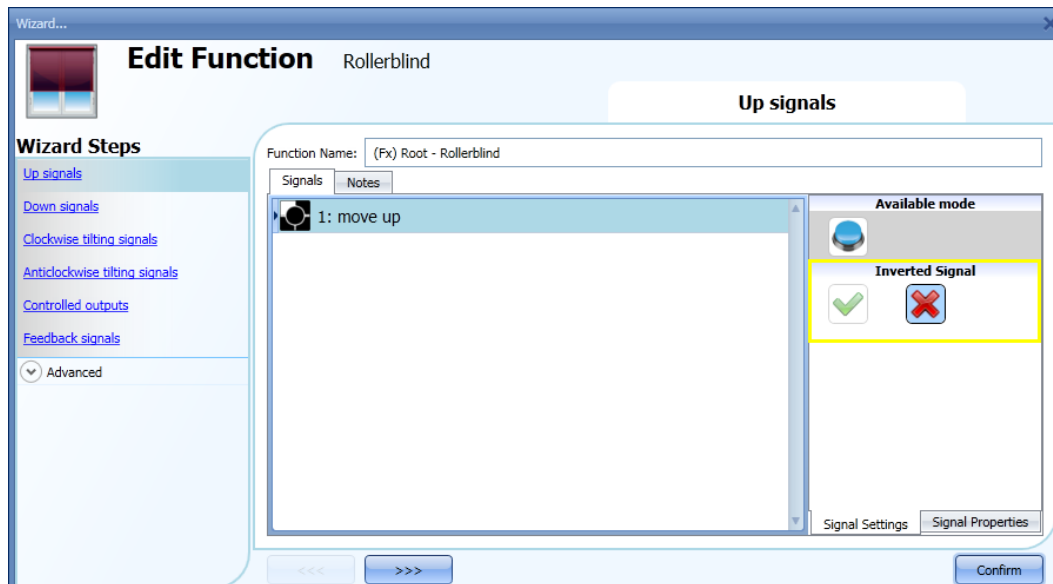 Wizard...
Edit Function Rollerblind
Up signals
Wizard Steps
Up signals
Down signals
Clockwise tilting signals
Anticlockwise tilting signals
Controlled outputs
Feedback signals
Advanced
Function Name: (Fx) Root - Rollerblind
Signals Notes
1: move up
Available mode
Inverted Signal
Signal Settings Signal Properties
<<< >>> Confirm